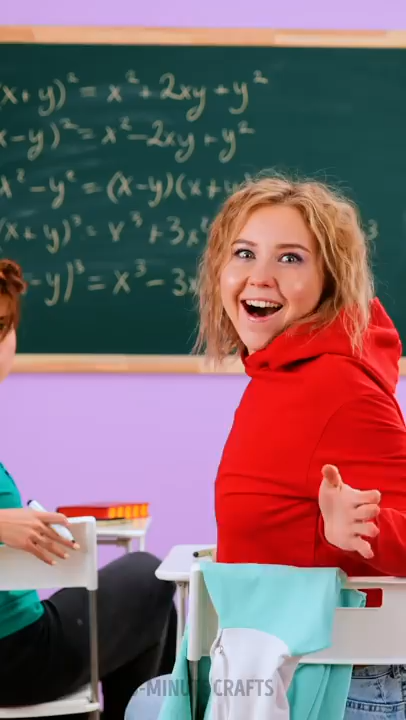 (x+y)² = x²+2xy+y²
x-y)² = x²-2xy+y²
x²-y² = (x-y)(x+
(x+y)³ = x³+3x
-y)³ = x³-3x
-MINUTE CRAFTS